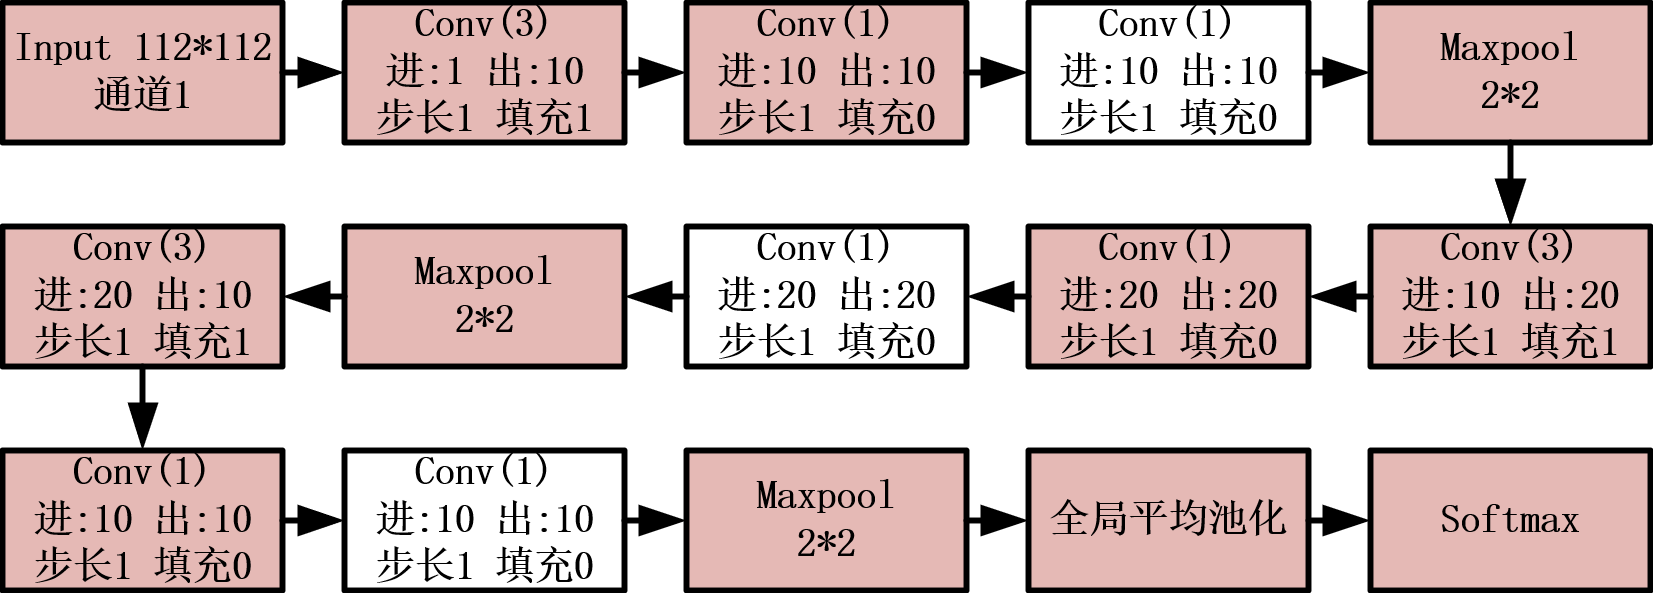 Input 112*112
通道1
Conv(3)
进:1 出:10
步长1 填充1
Conv(1)
进:10 出:10
步长1 填充0
Conv(1)
进:10 出:10
步长1 填充0
Maxpool
2*2
Conv(3)
进:10 出:20
步长1 填充1
Conv(1)
进:20 出:20
步长1 填充0
Conv(1)
进:20 出:20
步长1 填充0
Maxpool
2*2
Conv(3)
进:20 出:10
步长1 填充1
Conv(1)
进:10 出:10
步长1 填充0
Conv(1)
进:10 出:10
步长1 填充0
Maxpool
2*2
全局平均池化
Softmax